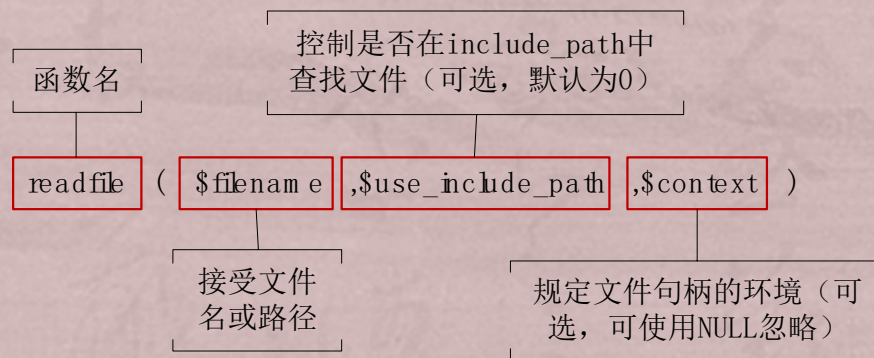 控制是否在include_path中
查找文件（可选，默认为0）
函数名
readfile ( $filename ,$use_include_path ,$context )
接受文件
名或路径
规定文件句柄的环境（可
选，可使用NULL忽略）